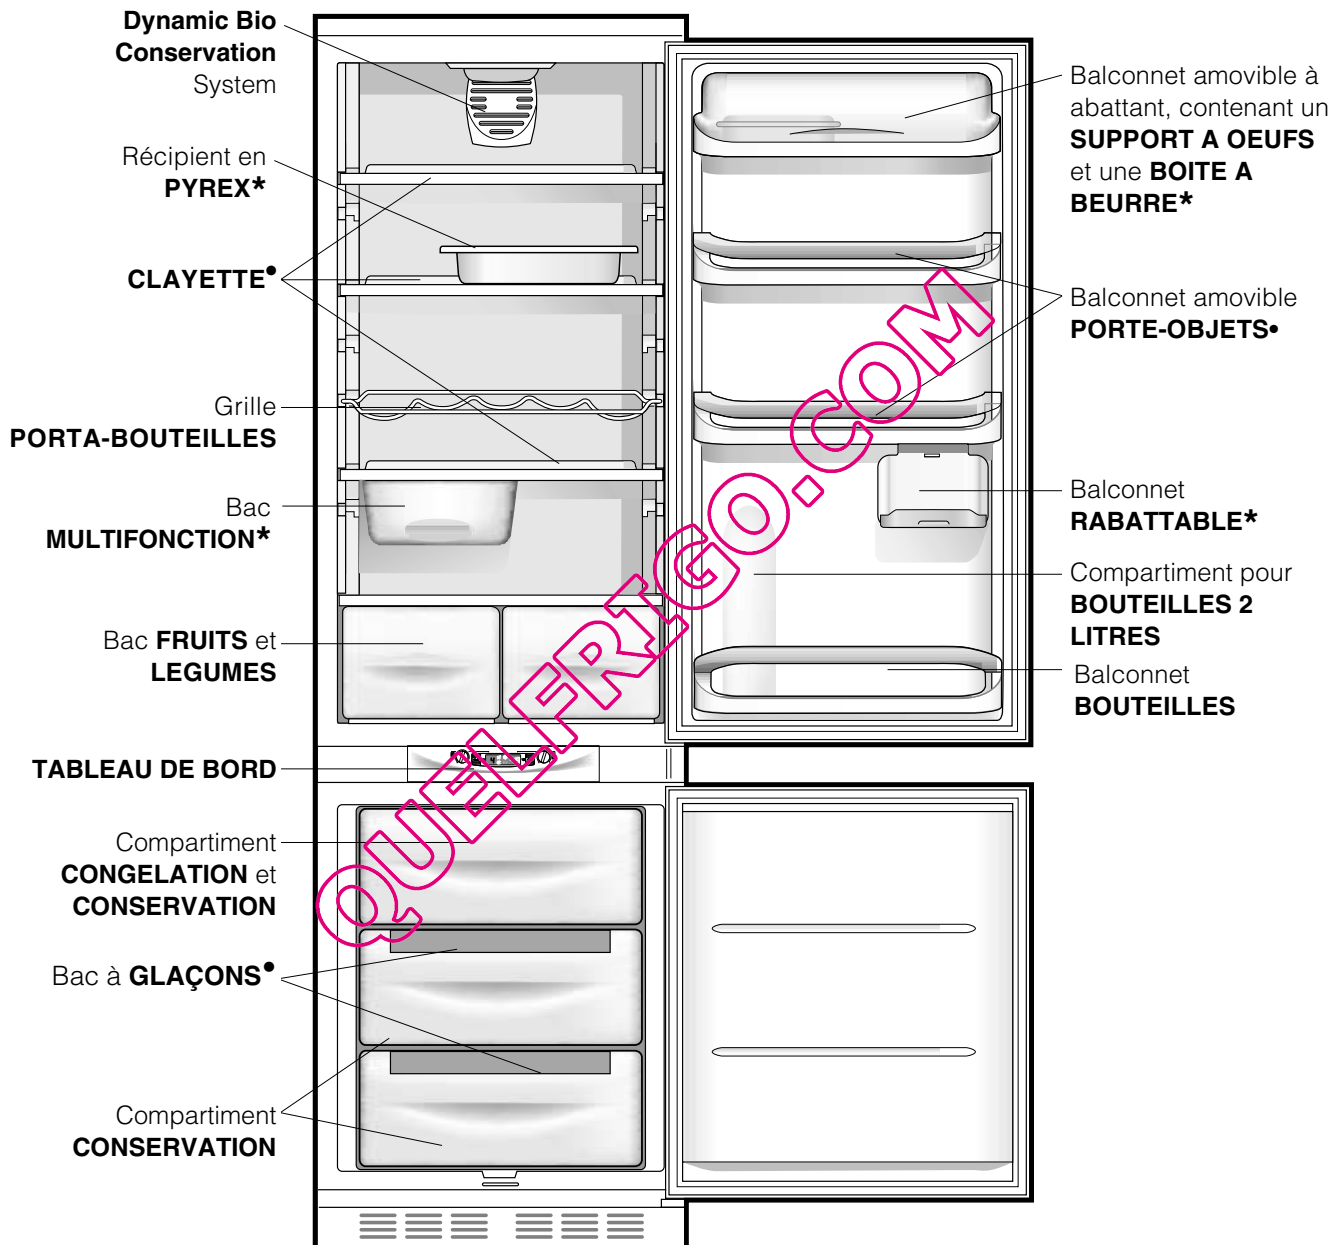 Dynamic Bio
Conservation
System
Récipient en
PYREX*
CLAYETTE•
Grille
PORTA-BOUTEILLES
Bac
MULTIFONCTION*
Bac FRUITS et
LEGUMES
TABLEAU DE BORD
Compartiment
CONGELATION et
CONSERVATION
Bac à GLAÇONS•
Compartiment
CONSERVATION
Balconnet amovible à
abattant, contenant un
SUPPORT A OEUFS
et une BOITE A
BEURRE*
Balconnet amovible
PORTE-OBJETS•
Balconnet
RABATTABLE*
Compartiment pour
BOUTEILLES 2
LITRES
Balconnet
BOUTEILLES
QUELFRIGO.COM